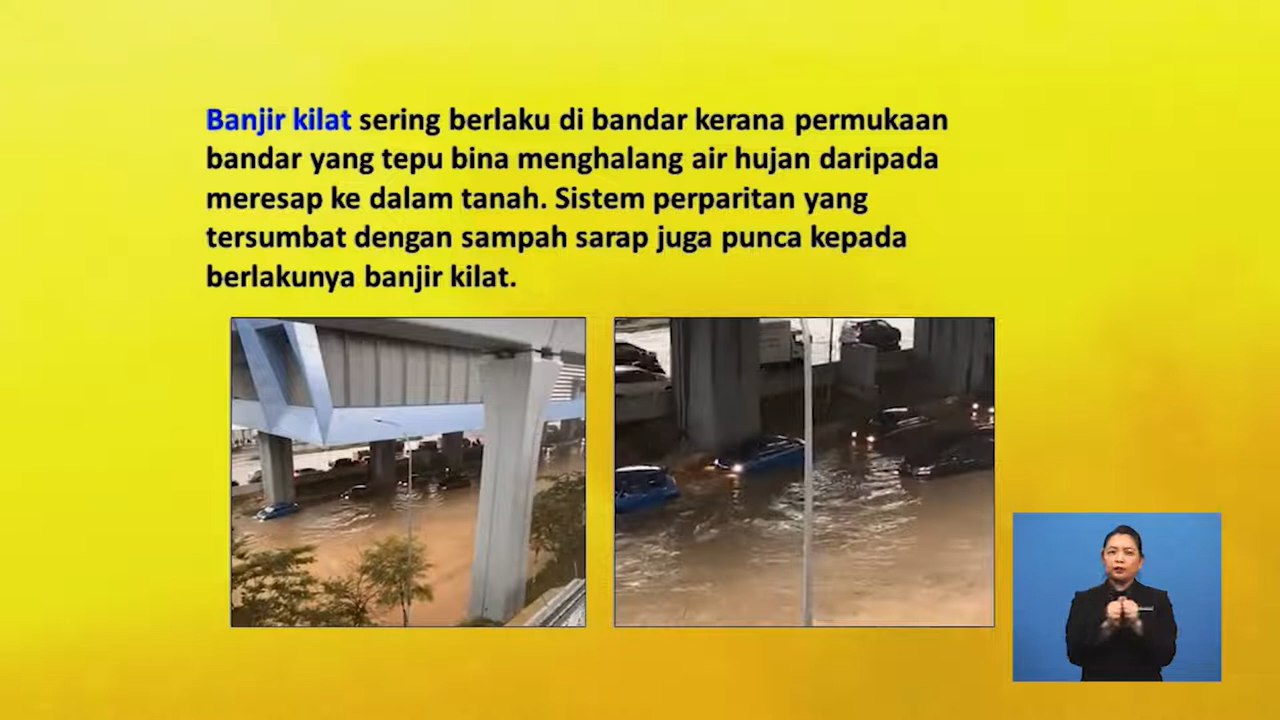 Banjir kilat sering berlaku di bandar kerana permukaan
bandar yang tepu bina menghalang air hujan daripada
meresap ke dalam tanah. Sistem perparitan yang
tersumbat dengan sampah sarap juga punca kepada
berlakunya banjir kilat.